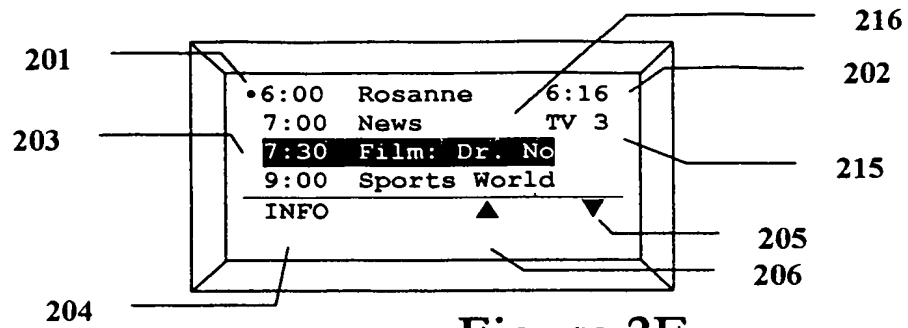 216
201
202
•6:00 Rosanne 6:16
7:00 News TV 3
203
7:30 Film: Dr. No
215
9:00 Sports World
INFO ▲ ▼
205
206
204